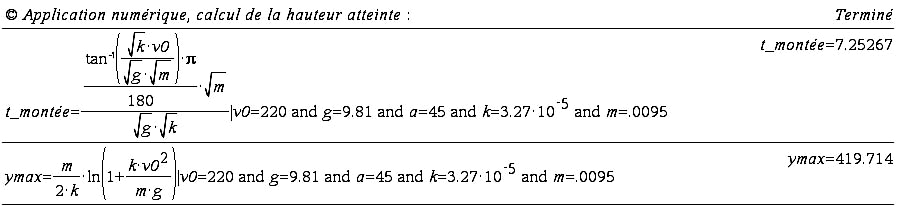 © Application numérique, calcul de la hauteur atteinte : Terminé
t_montée=((tan⁻¹((√k·v0)/(√g·√m))·π)/180·√m)/(√g·√k)|v0=220 and g=9.81 and a=45 and k=3.27·10^-5 and m=.0095 t_montée=7.25267
ymax=m/(2·k)·ln(1+(k·v0²)/(m·g))|v0=220 and g=9.81 and a=45 and k=3.27·10^-5 and m=.0095 ymax=419.714